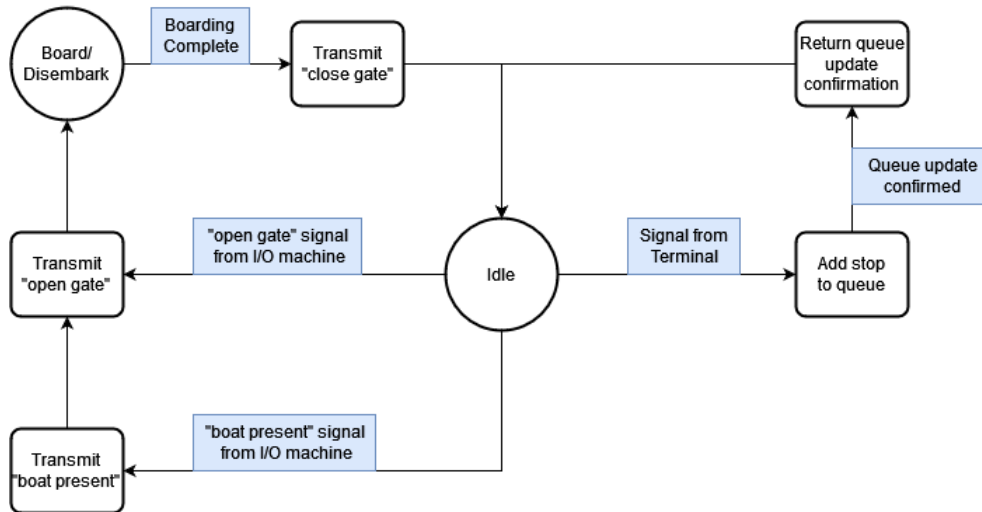 Board/
Disembark
Boarding
Complete
Transmit
"close gate"
Return queue
update
confirmation
Queue update
confirmed
Transmit
"open gate"
"open gate" signal
from I/O machine
Idle
Signal from
Terminal
Add stop
to queue
Transmit
"boat present"
"boat present" signal
from I/O machine